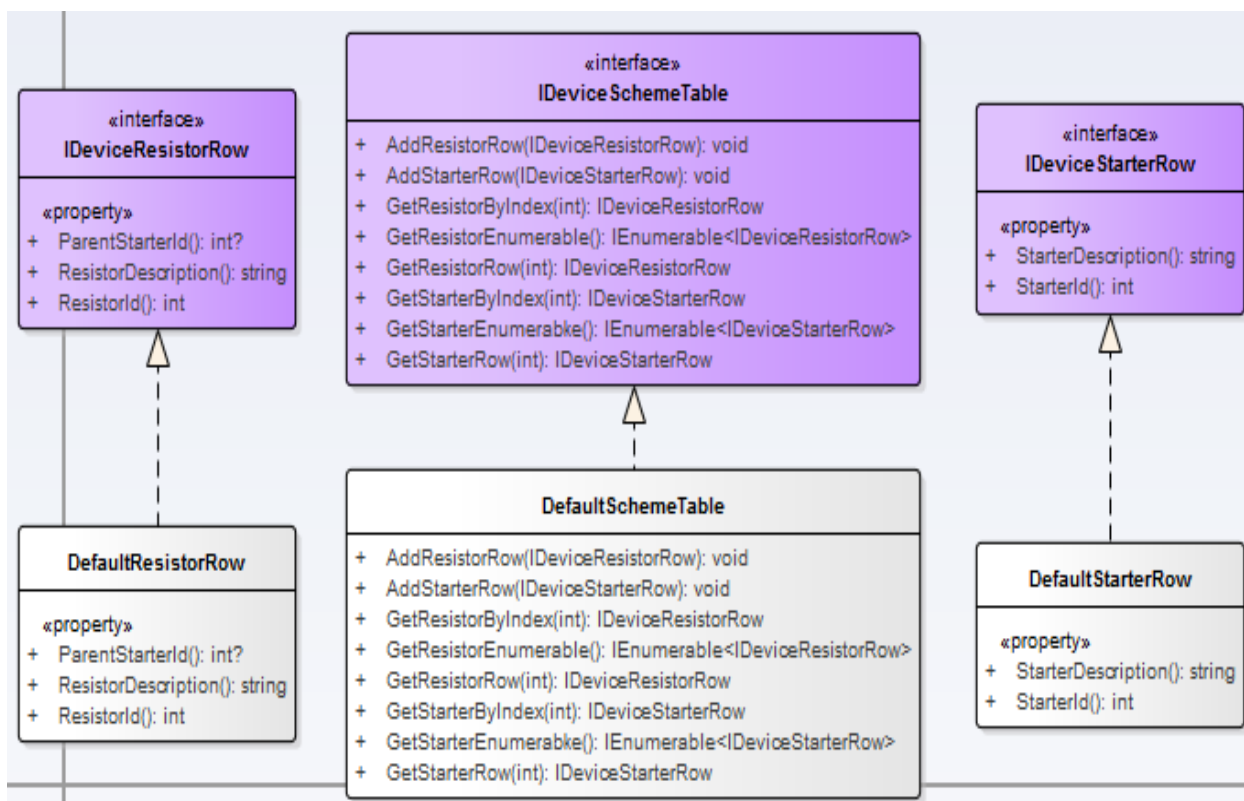 «interface»
IDeviceResistorRow
«property»
+ ParentStarterId(): int?
+ ResistorDescription(): string
+ ResistorId(): int
«interface»
IDeviceSchemeTable
+ AddResistorRow(IDeviceResistorRow): void
+ AddStarterRow(IDeviceStarterRow): void
+ GetResistorByIndex(int): IDeviceResistorRow
+ GetResistorEnumerable(): IEnumerable<IDeviceResistorRow>
+ GetResistorRow(int): IDeviceResistorRow
+ GetStarterByIndex(int): IDeviceStarterRow
+ GetStarterEnumerabke(): IEnumerable<IDeviceStarterRow>
+ GetStarterRow(int): IDeviceStarterRow
«interface»
IDeviceStarterRow
«property»
+ StarterDescription(): string
+ StarterId(): int
DefaultResistorRow
«property»
+ ParentStarterId(): int?
+ ResistorDescription(): string
+ ResistorId(): int
DefaultSchemeTable
+ AddResistorRow(IDeviceResistorRow): void
+ AddStarterRow(IDeviceStarterRow): void
+ GetResistorByIndex(int): IDeviceResistorRow
+ GetResistorEnumerable(): IEnumerable<IDeviceResistorRow>
+ GetResistorRow(int): IDeviceResistorRow
+ GetStarterByIndex(int): IDeviceStarterRow
+ GetStarterEnumerabke(): IEnumerable<IDeviceStarterRow>
+ GetStarterRow(int): IDeviceStarterRow
DefaultStarterRow
«property»
+ StarterDescription(): string
+ StarterId(): int